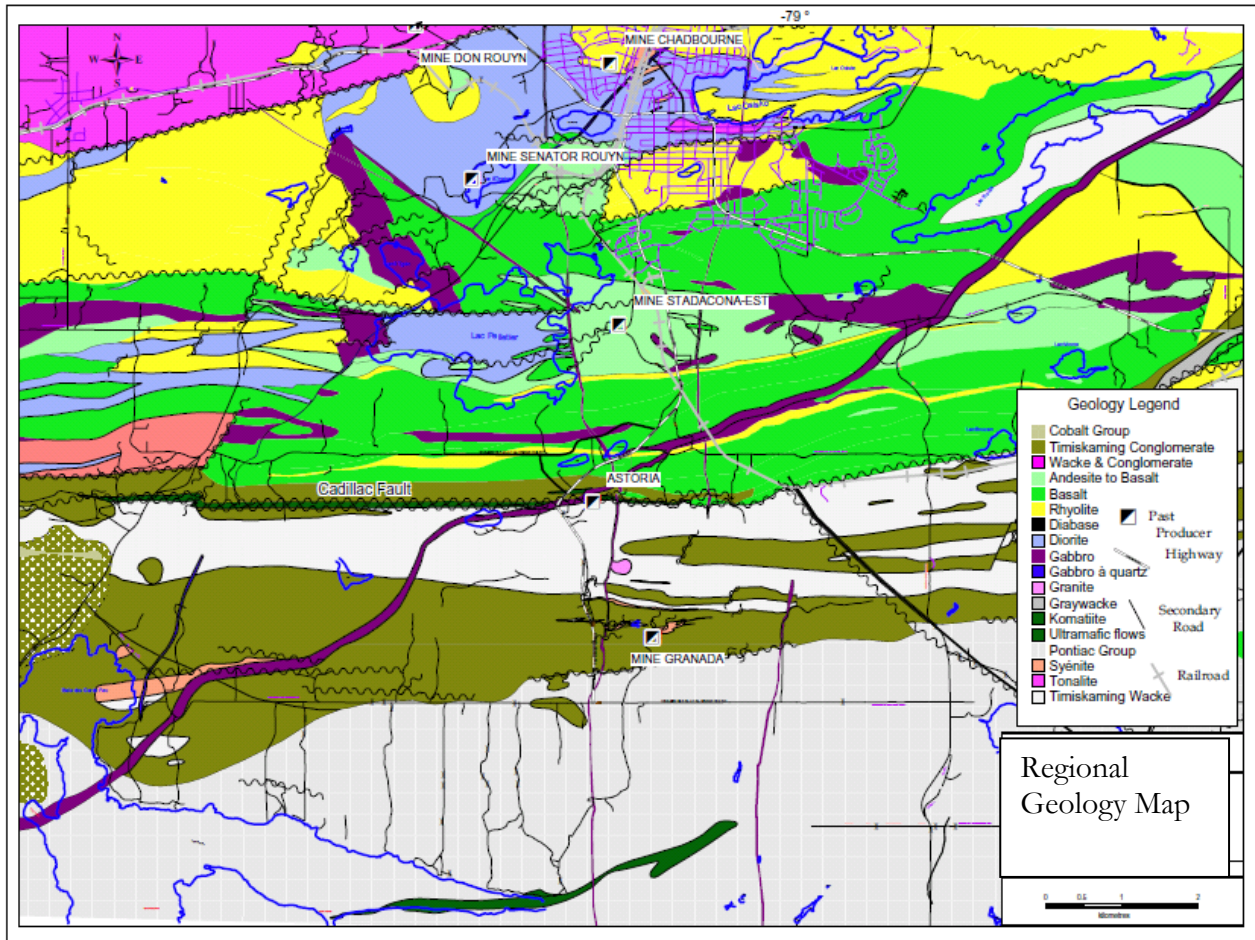 -79 °
N
W E
S
MINE CHADBOURNE
MINE DON ROUYN
MINE SENATOR ROUYN
MINE STADACONA-EST
Lac Pelletier
ASTORIA
Cadillac Fault
MINE GRANADA
Geology Legend
Cobalt Group
Timiskaming Conglomerate
Wacke & Conglomerate
Andesite to Basalt
Basalt
Rhyolite
Diabase
Diorite
Gabbro
Gabbro à quartz
Granite
Graywacke
Komatiite
Ultramafic flows
Pontiac Group
Syénite
Tonalite
Timiskaming Wacke
Past
Producer
Highway
Secondary
Road
Railroad
Regional
Geology Map
0 0.5 1 2
kilometres